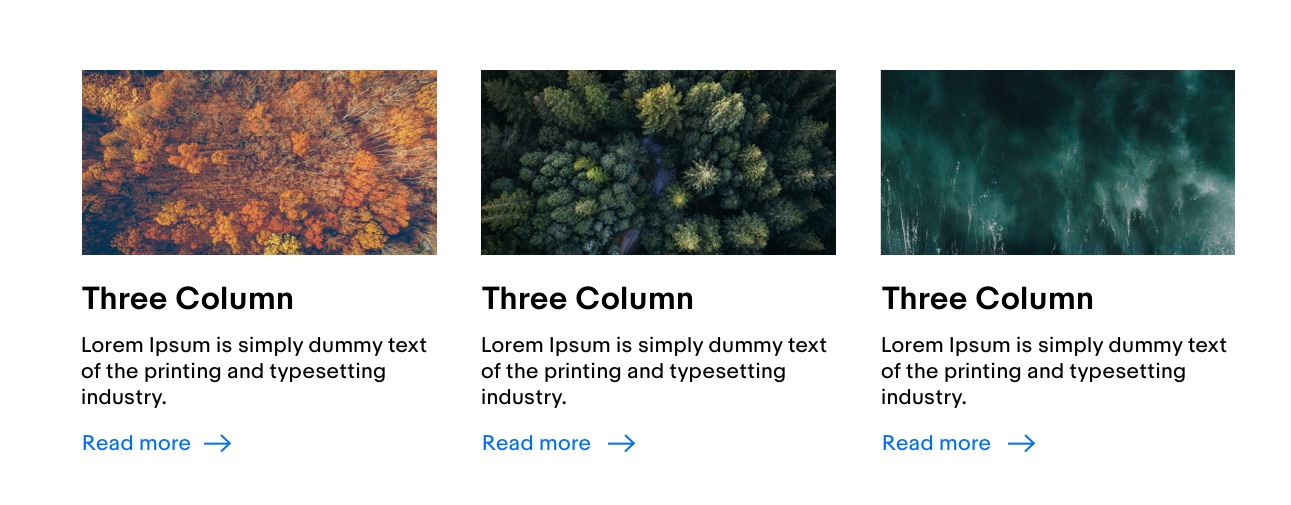 Three Column
Lorem Ipsum is simply dummy text
of the printing and typesetting
industry.
Read more
Three Column
Lorem Ipsum is simply dummy text
of the printing and typesetting
industry.
Read more
Three Column
Lorem Ipsum is simply dummy text
of the printing and typesetting
industry.
Read more